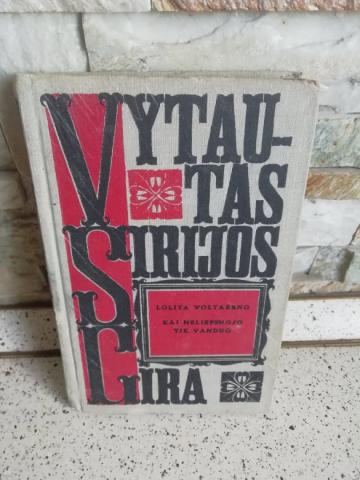 VYTAU-
TAS
SIRIJOS
GIRA
LOLITA VOLTAERNO
KAI NELIEPSNOJO
TIK VANDUO